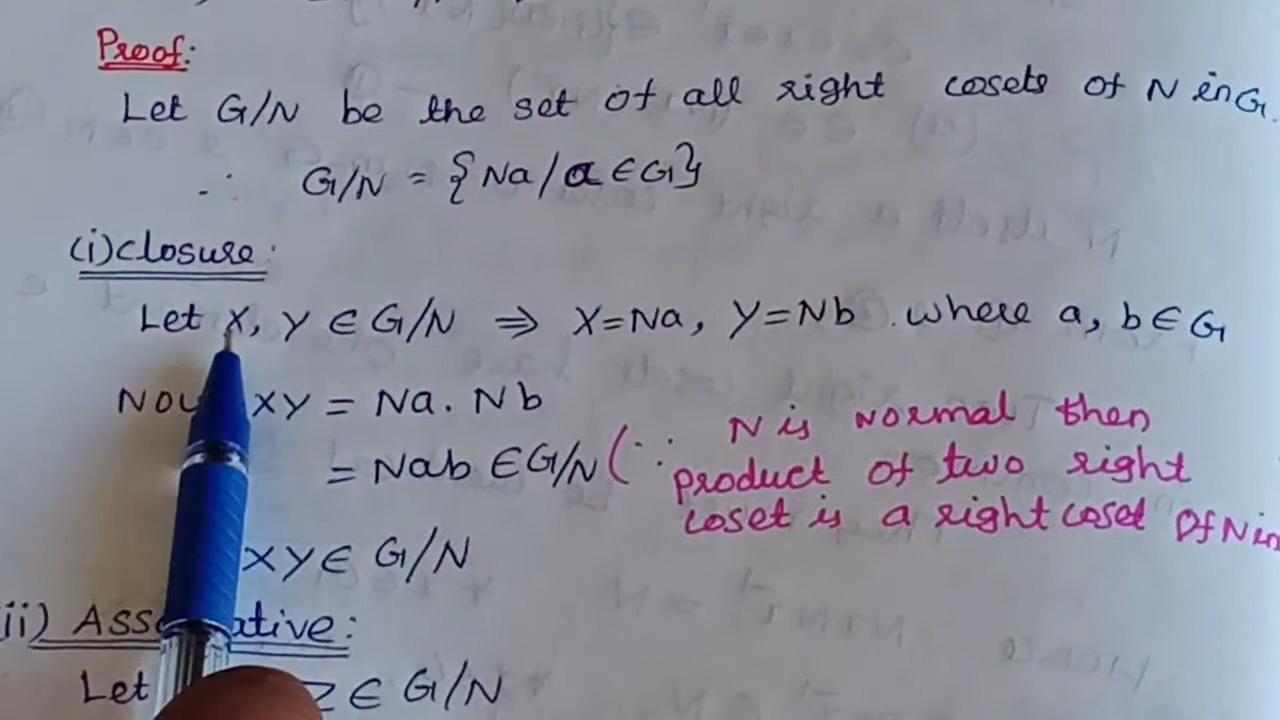 Proof:
Let G/N be the set of all right cosets of N in G.
∴ G/N = {Na/a∈G}
(i) Closure:
Let X, Y ∈ G/N ⇒ X=Na, Y=Nb where a, b∈G
XY = Na. Nb
= Nab ∈G/N (∵ N is normal then
product of two right
coset is a right coset of N in
XY∈ G/N
ii)
Let Z ∈ G/N